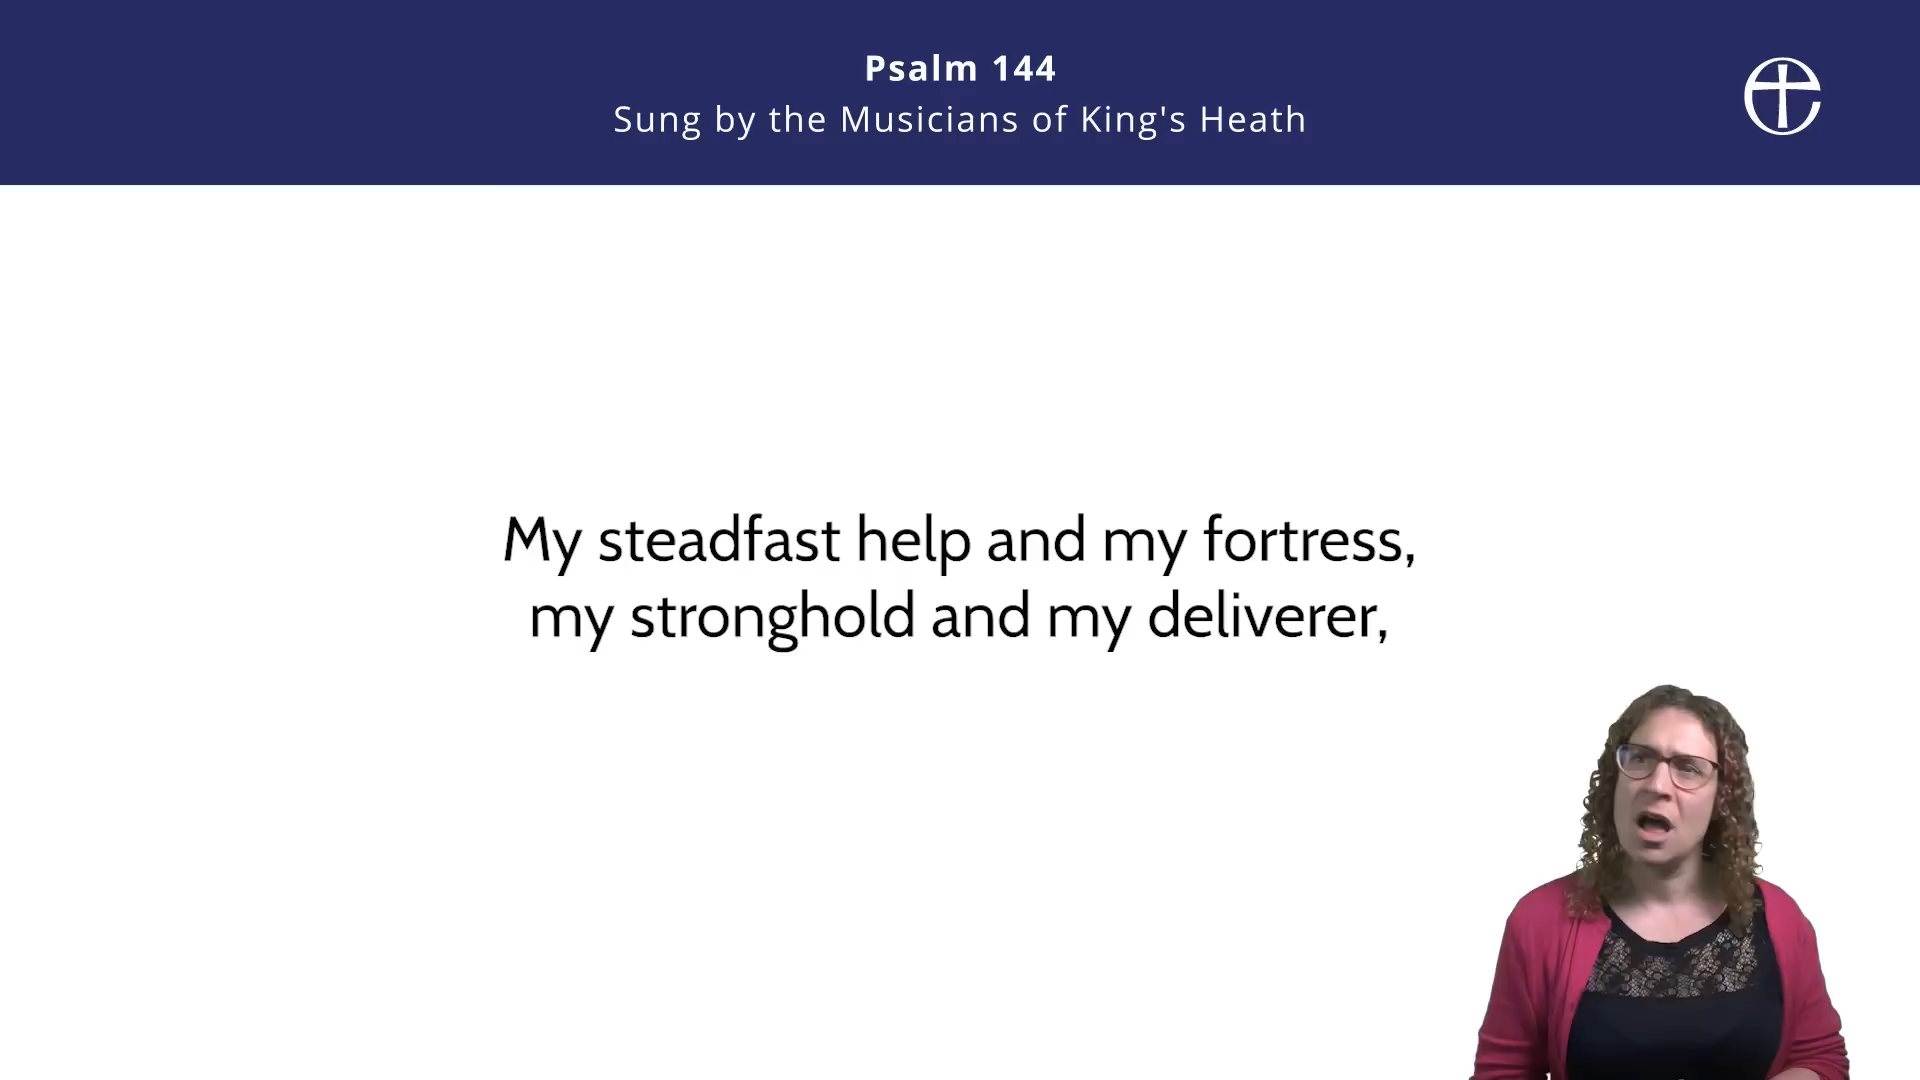 Psalm 144
Sung by the Musicians of King's Heath
My steadfast help and my fortress,
my stronghold and my deliverer,